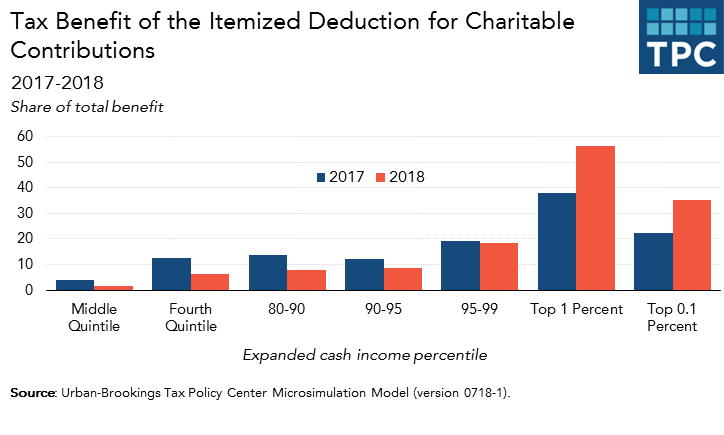 Tax Benefit of the Itemized Deduction for Charitable
Contributions
TPC
2017-2018
Share of total benefit
60
50
40
30
20
10
0
2017 2018
Middle Quintile
Fourth Quintile
80-90
90-95
95-99
Top 1 Percent
Top 0.1 Percent
Expanded cash income percentile
Source: Urban-Brookings Tax Policy Center Microsimulation Model (version 0718-1).